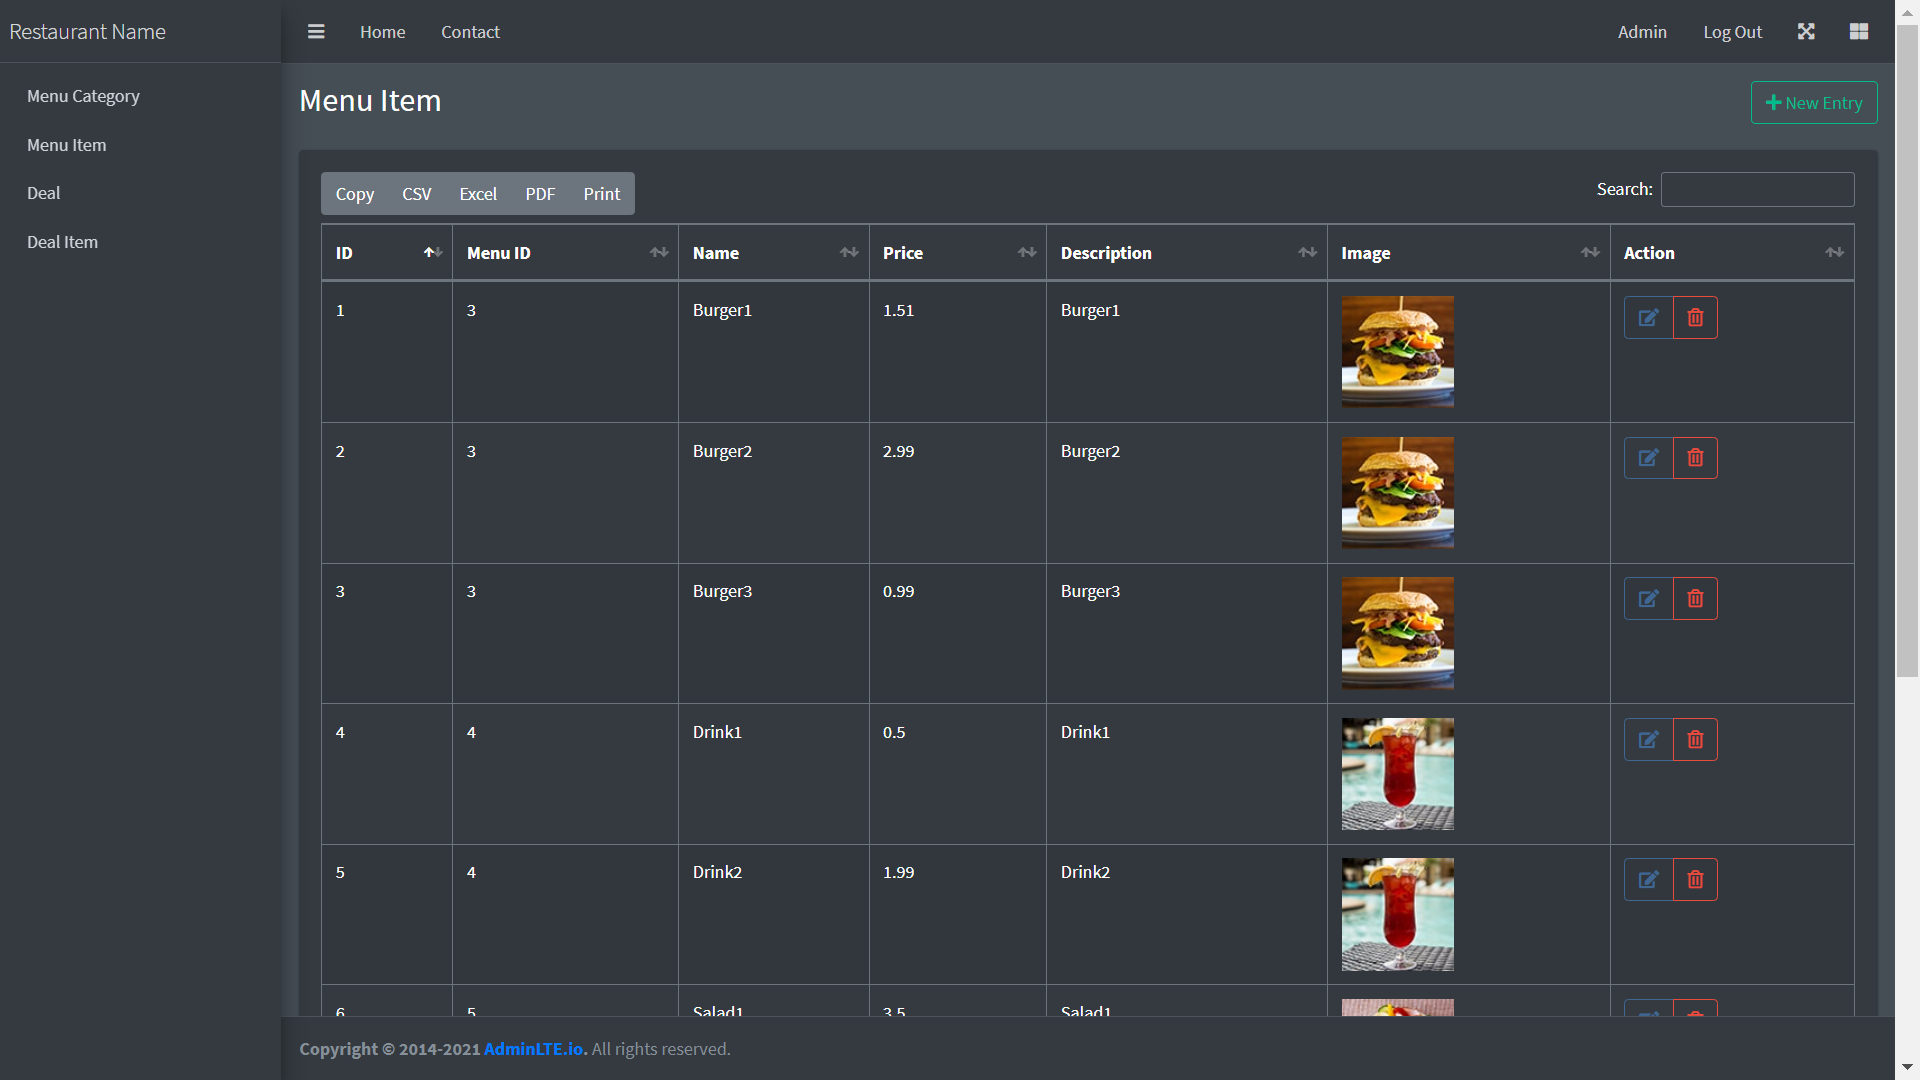 Restaurant Name
Home
Contact
Admin
Log Out
Menu Category
Menu Item
Deal
Deal Item
Menu Item
New Entry
Copy CSV Excel PDF Print
Search:
ID Menu ID Name Price Description Image Action
1 3 Burger1 1.51 Burger1
2 3 Burger2 2.99 Burger2
3 3 Burger3 0.99 Burger3
4 4 Drink1 0.5 Drink1
5 4 Drink2 1.99 Drink2
6 5 Salad1 3.5 Salad1
Copyright © 2014-2021 AdminLTE.io. All rights reserved.